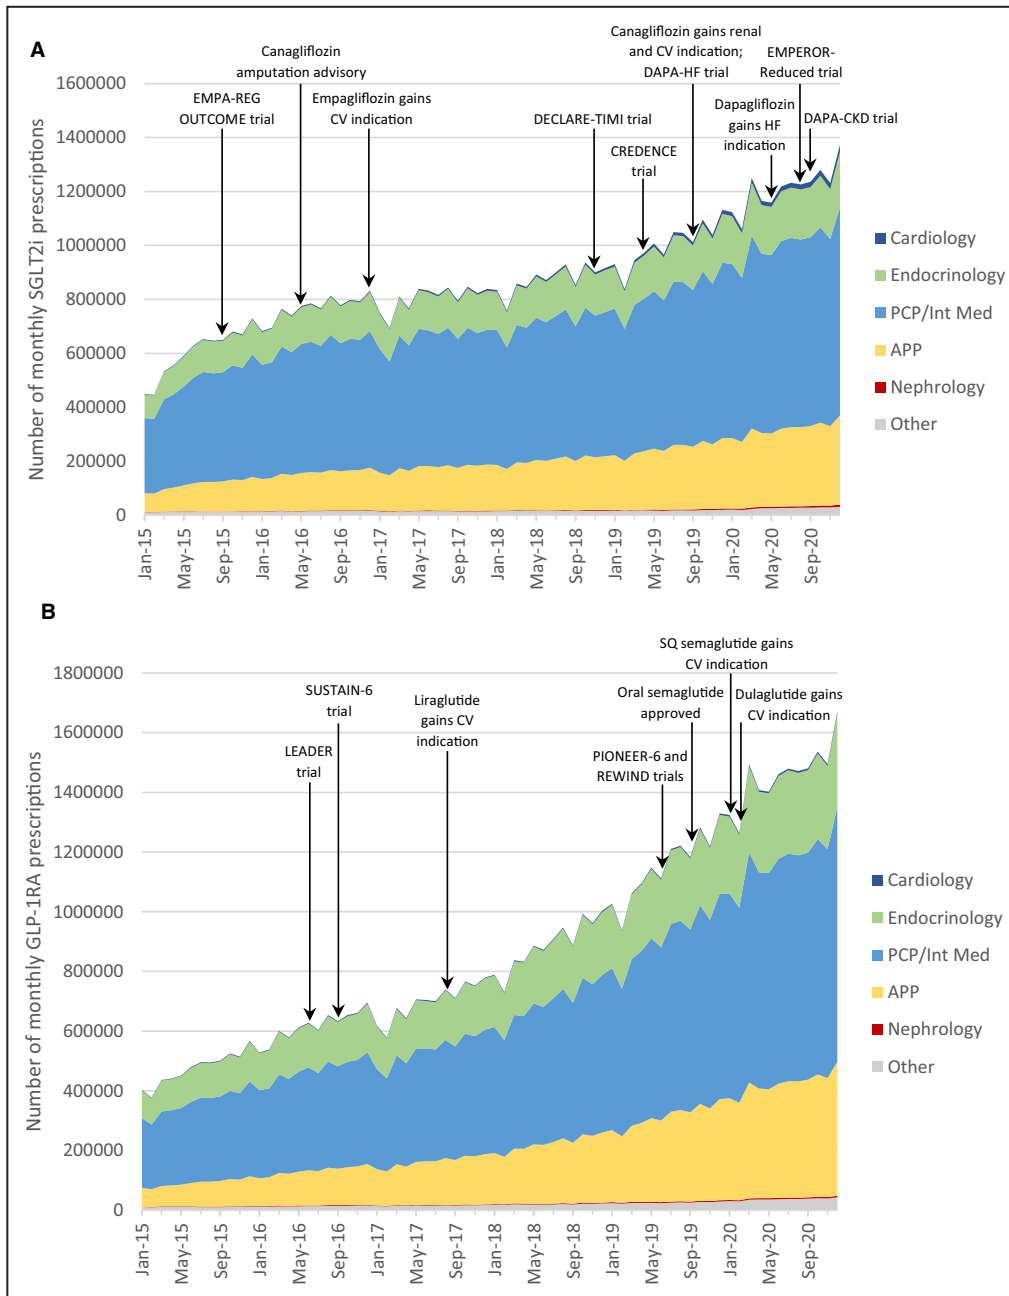 A
Canagliflozin
amputation advisory
EMPA-REG
OUTCOME trial
Empagliflozin gains
CV indication
DECLARE-TIMI trial
CREDENCE
trial
Canagliflozin gains renal
and CV indication;
DAPA-HF trial
EMPEROR-
Reduced trial
Dapagliflozin
gains HF
indication
DAPA-CKD trial
Number of monthly SGLT2i prescriptions
1600000
1400000
1200000
1000000
800000
600000
400000
200000
0
Jan-15
May-15
Sep-15
Jan-16
May-16
Sep-16
Jan-17
May-17
Sep-17
Jan-18
May-18
Sep-18
Jan-19
May-19
Sep-19
Jan-20
May-20
Sep-20
Cardiology
Endocrinology
PCP/Int Med
APP
Nephrology
Other
B
LEADER
trial
SUSTAIN-6
trial
Liraglutide
gains CV
indication
PIONEER-6 and
REWIND trials
Oral semaglutide
approved
SQ semaglutide gains
CV indication
Dulaglutide gains
CV indication
Number of monthly GLP-1RA prescriptions
1800000
1600000
1400000
1200000
1000000
800000
600000
400000
200000
0
Jan-15
May-15
Sep-15
Jan-16
May-16
Sep-16
Jan-17
May-17
Sep-17
Jan-18
May-18
Sep-18
Jan-19
May-19
Sep-19
Jan-20
May-20
Sep-20
Cardiology
Endocrinology
PCP/Int Med
APP
Nephrology
Other